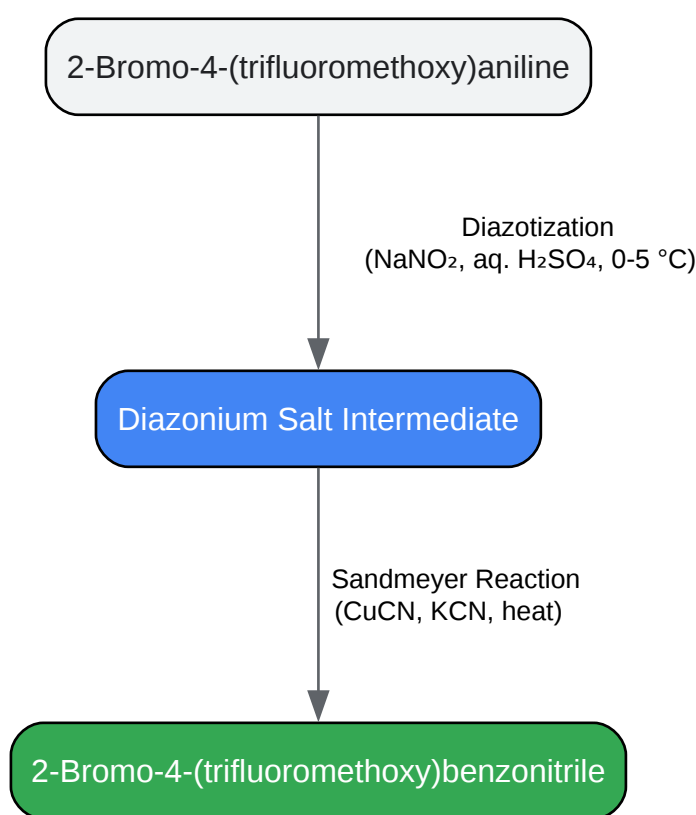 2-Bromo-4-(trifluoromethoxy)aniline
Diazotization
(NaNO₂, aq. H₂SO₄, 0-5 °C)
Diazonium Salt Intermediate
Sandmeyer Reaction
(CuCN, KCN, heat)
2-Bromo-4-(trifluoromethoxy)benzonitrile